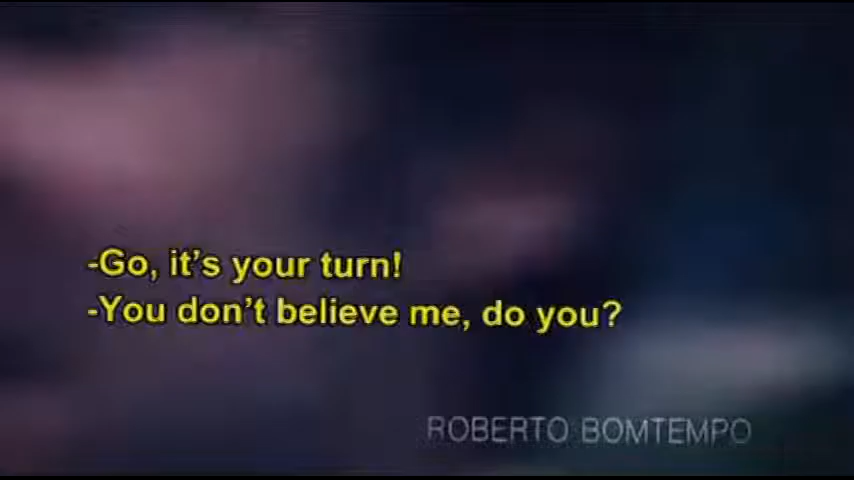 -Go, it's your turn!
-You don't believe me, do you?
ROBERTO BOMTEMPO